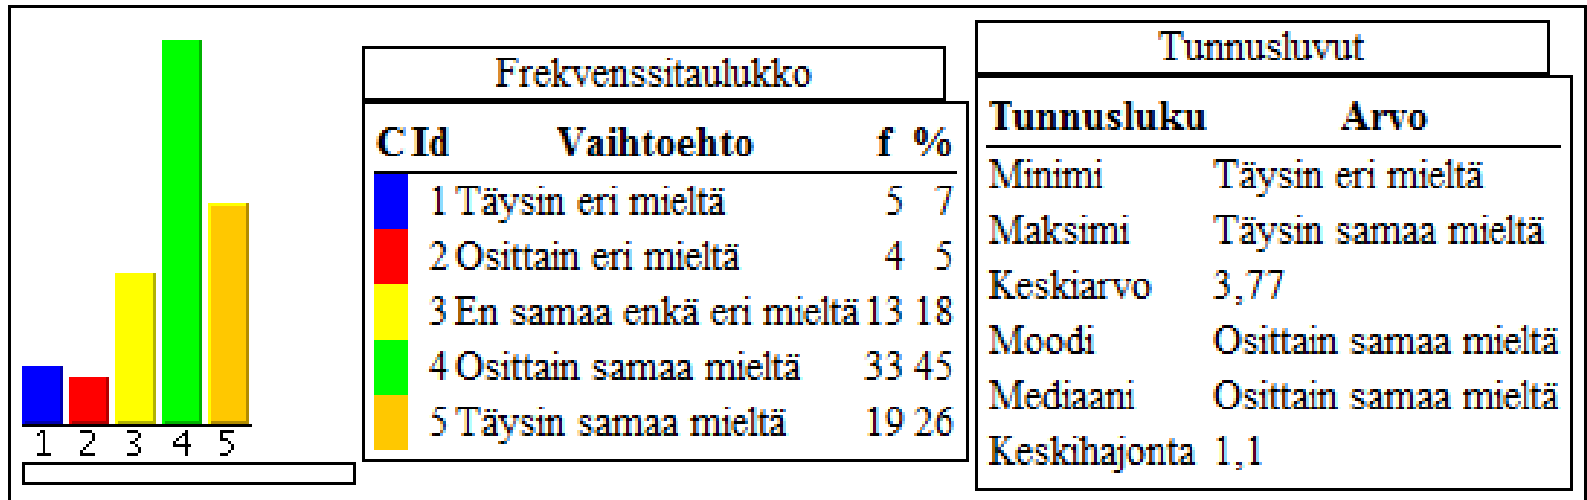 1 2 3 4 5
Frekvenssitaulukko
C Id Vaihtoehto f %
1 Täysin eri mieltä 5 7
2 Osittain eri mieltä 4 5
3 En samaa enkä eri mieltä 13 18
4 Osittain samaa mieltä 33 45
5 Täysin samaa mieltä 19 26
Tunnusluvut
Tunnusluku Arvo
Minimi Täysin eri mieltä
Maksimi Täysin samaa mieltä
Keskiarvo 3,77
Moodi Osittain samaa mieltä
Mediaani Osittain samaa mieltä
Keskihajonta 1,1